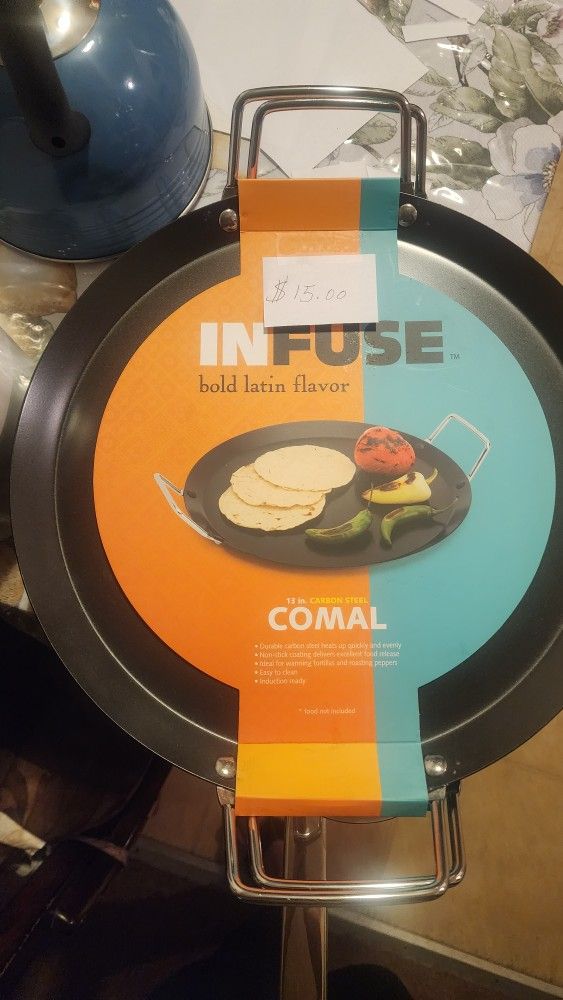 $15.00
INFUSE™
bold latin flavor
13 in. CARBON STEEL
COMAL
• Durable carbon steel heats up quickly and evenly
• Non-stick coating delivers excellent food release
• Ideal for warming tortillas and roasting peppers
• Easy to clean
• Induction ready
* food not included